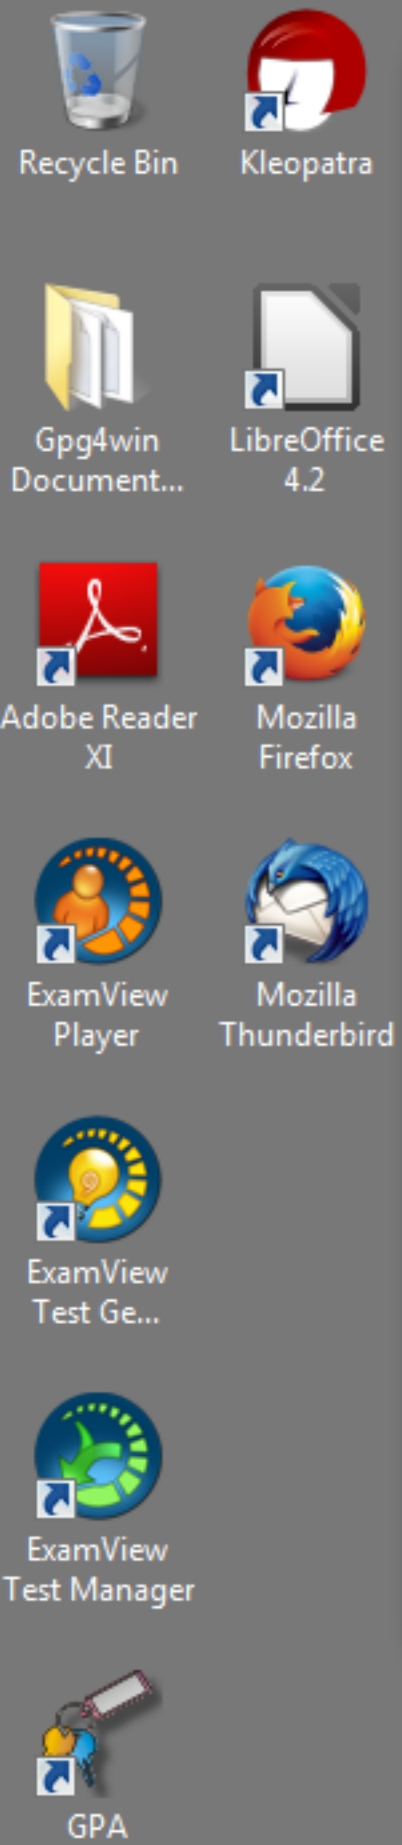 Recycle Bin
Kleopatra
Gpg4win
Document...
LibreOffice
4.2
Adobe Reader
XI
Mozilla
Firefox
ExamView
Player
Mozilla
Thunderbird
ExamView
Test Ge...
ExamView
Test Manager
GPA